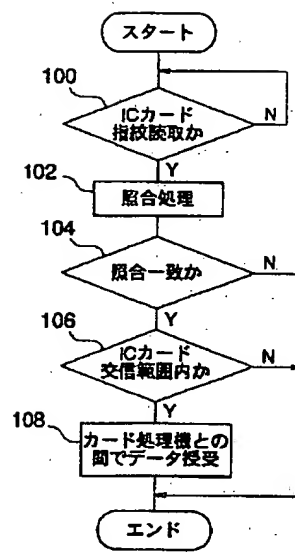 スタート
100
ICカード
指紋読取か
N
Y
102
照合処理
104
照合一致か
N
Y
106
ICカード
交信範囲内か
N
Y
108
カード処理機との
間でデータ授受
エンド